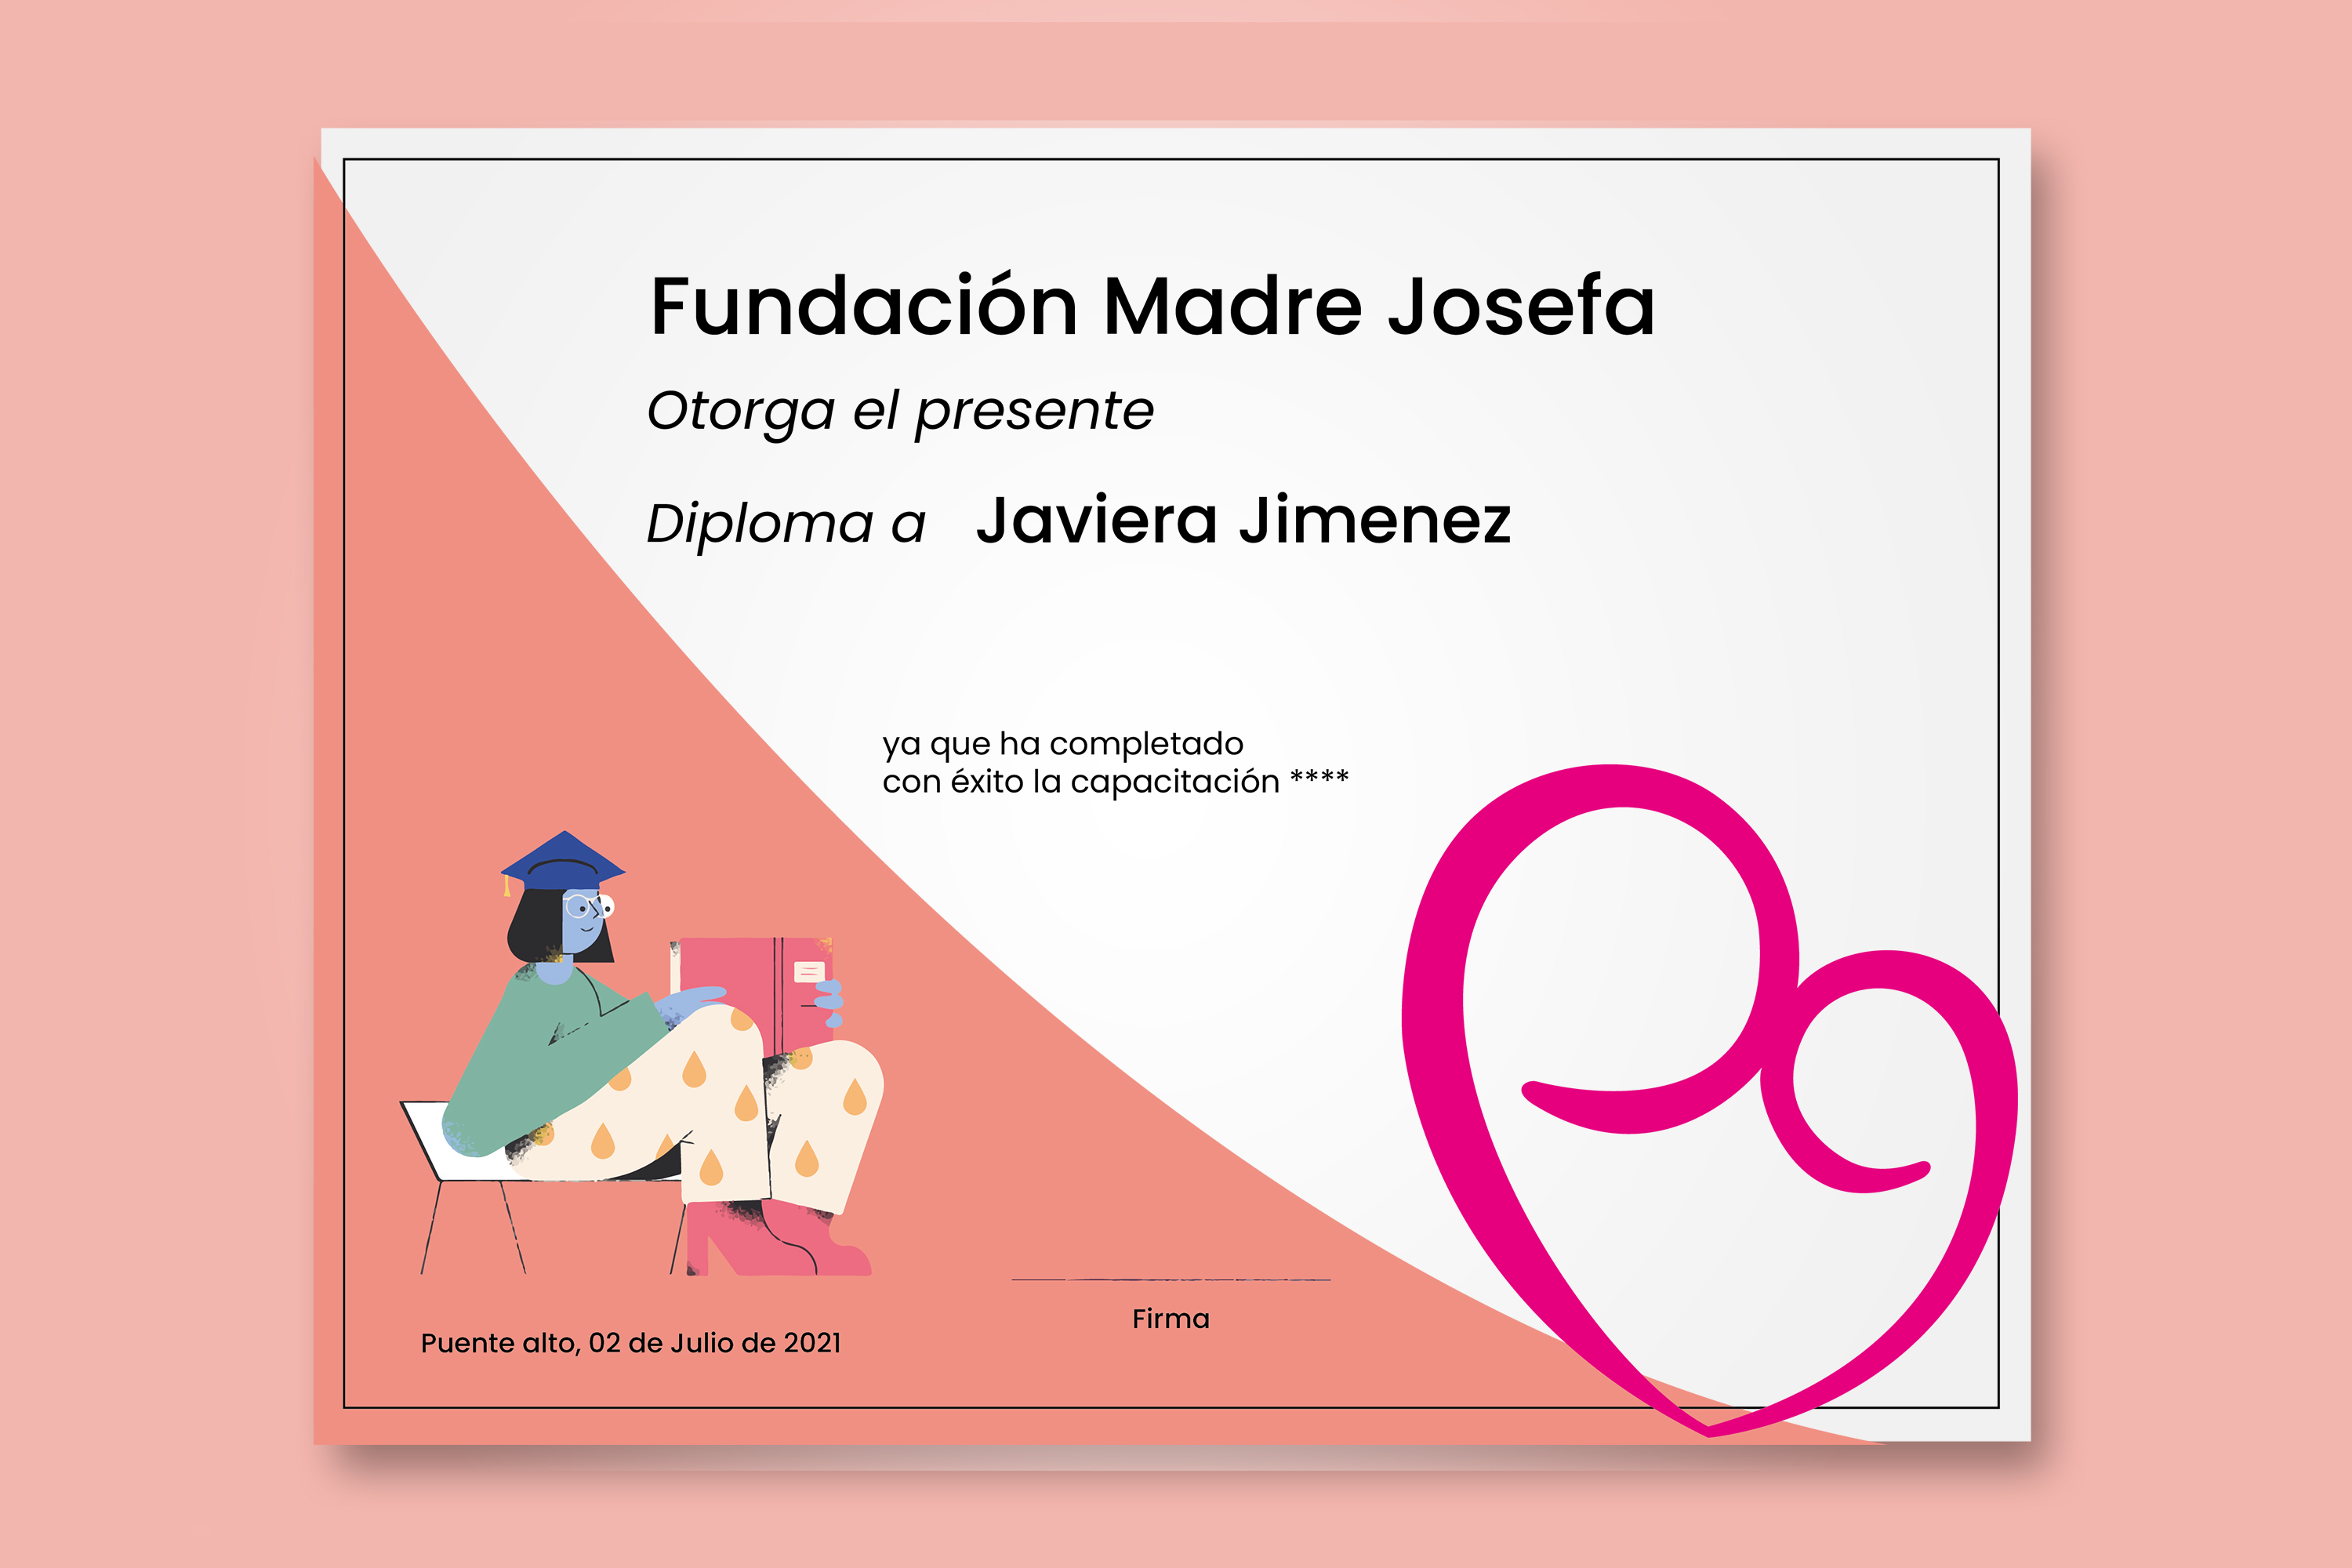 Fundación Madre Josefa
Otorga el presente
Diploma a Javiera Jimenez
ya que ha completado
con éxito la capacitación ****
Firma
Puente alto, 02 de Julio de 2021